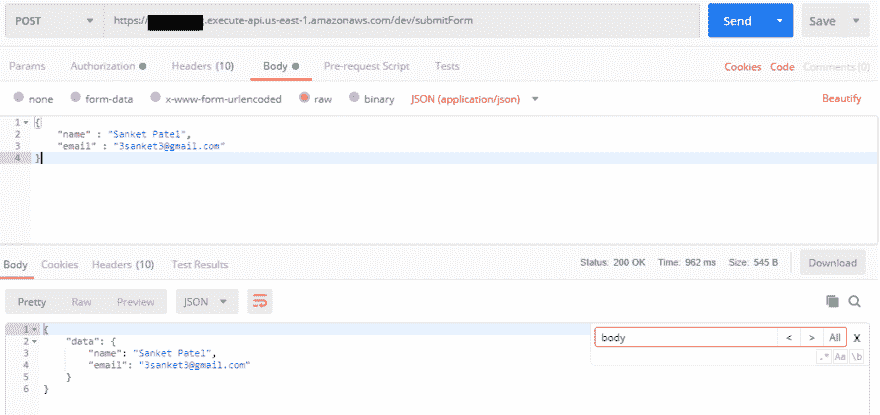 POST https://.execute-api.us-east-1.amazonaws.com/dev/submitForm Send Save
Params Authorization Headers (10) Body Pre-request Script Tests Cookies Code Comments (0)
none form-data x-www-form-urlencoded raw binary JSON (application/json) Beautify
1 {
2 "name" : "Sanket Patel",
3 "email" : "3sanket3@gmail.com"
4 }
Body Cookies Headers (10) Test Results Status: 200 OK Time: 962 ms Size: 545 B Download
Pretty Raw Preview JSON
body < > All X
.* Aa \b
1 {
2 "data": {
3 "name": "Sanket Patel",
4 "email": "3sanket3@gmail.com"
5 }
6 }